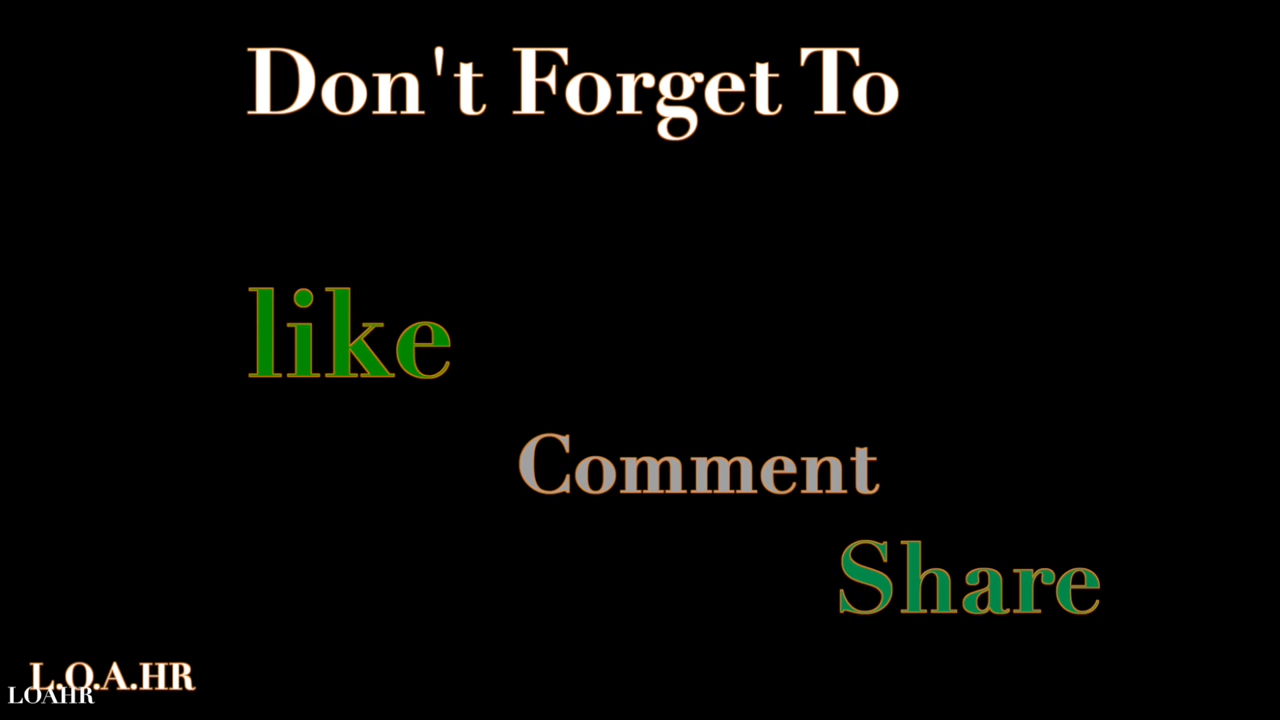 Don't Forget To
like
Comment
Share
L.O.A.HR
LOAHR